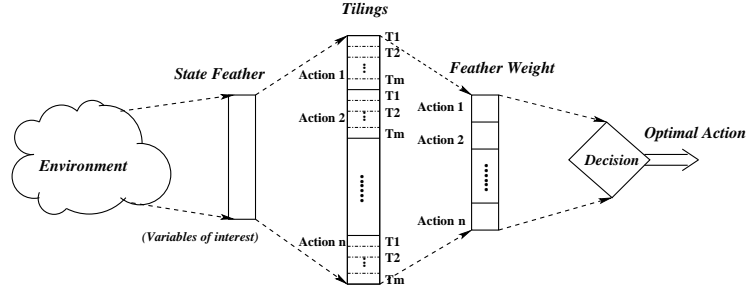 Tilings
State Feather
Feather Weight
Environment
(Variables of interest)
Action 1
T1
T2
Tm
Action 2
T1
T2
Tm
Action n
T1
T2
Tm
Action 1
Action 2
Action n
Decision
Optimal Action